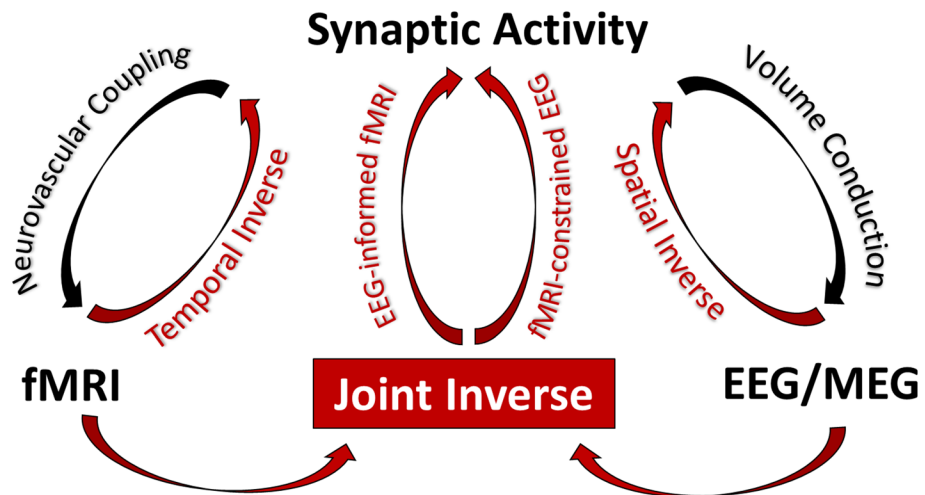 Synaptic Activity
Neurovascular Coupling
Temporal Inverse
EEG-informed fMRI
fMRI-constrained EEG
Spatial Inverse
Volume Conduction
fMRI
Joint Inverse
EEG/MEG